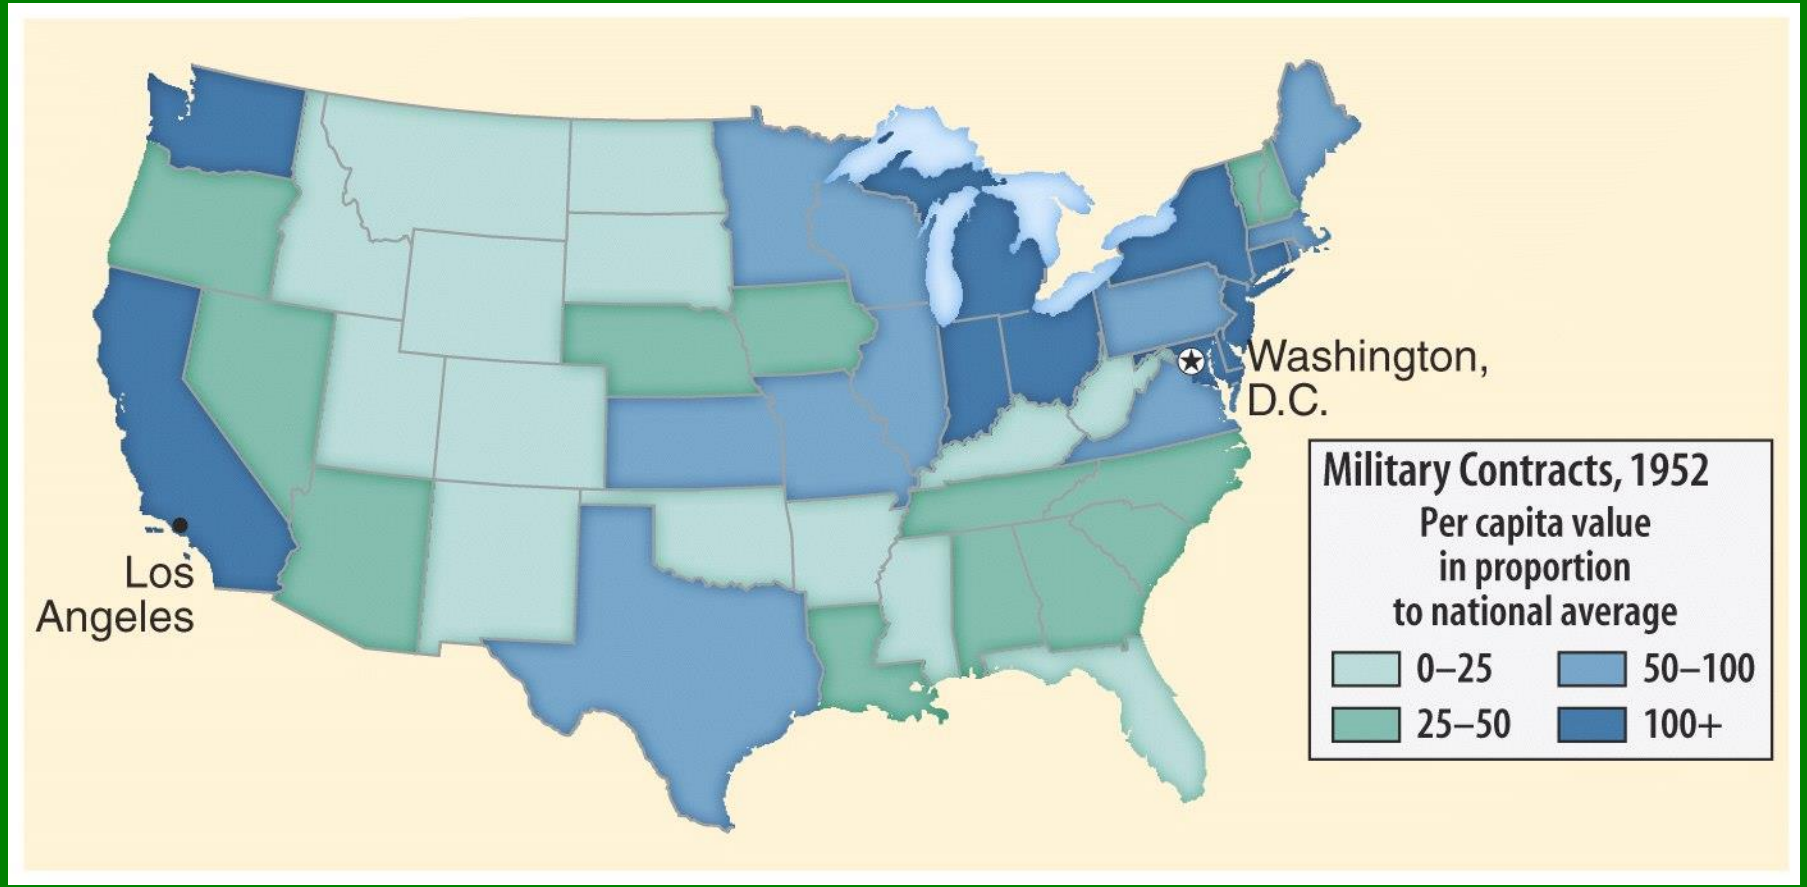 Washington,
D.C.
Los
Angeles
Military Contracts, 1952
Per capita value
in proportion
to national average
0–25
50–100
25–50
100+